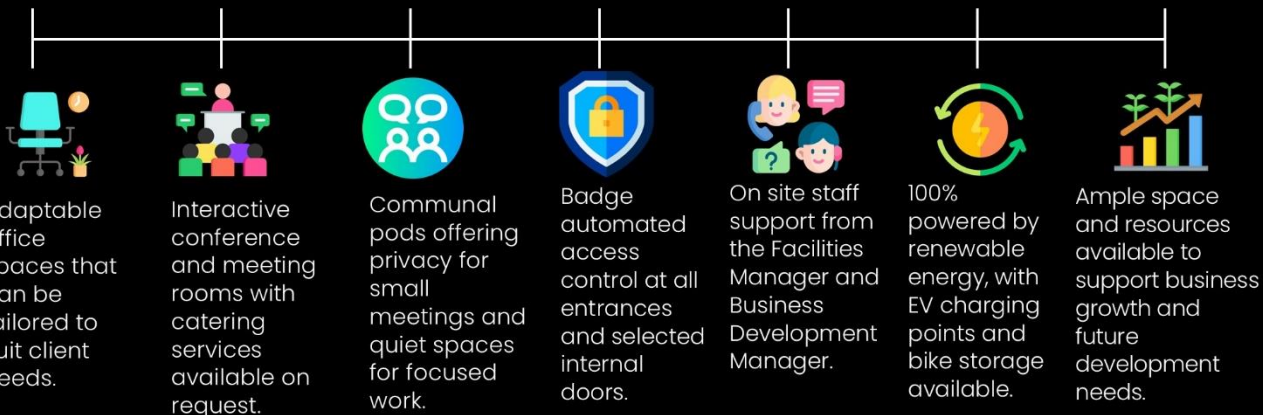 daptable
ffice
paces that
an be
ailored to
uit client
eeds.
Interactive
conference
and meeting
rooms with
catering
services
available on
request.
Communal
pods offering
privacy for
small
meetings and
quiet spaces
for focused
work.
Badge
automated
access
control at all
entrances
and selected
internal
doors.
On site staff
support from
the Facilities
Manager and
Business
Development
Manager.
100%
powered by
renewable
energy, with
EV charging
points and
bike storage
available.
Ample space
and resources
available to
support business
growth and
future
development
needs.